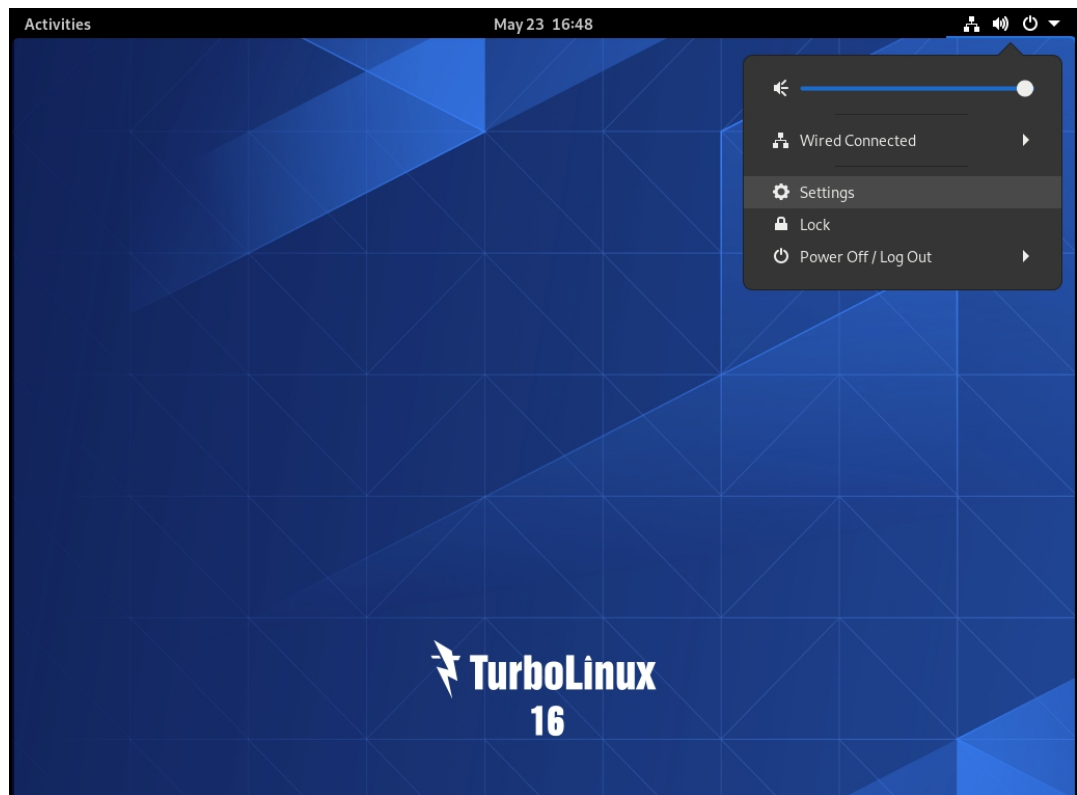 Activities
May 23 16:48
Wired Connected
Settings
Lock
Power Off / Log Out
TurboLinux
16